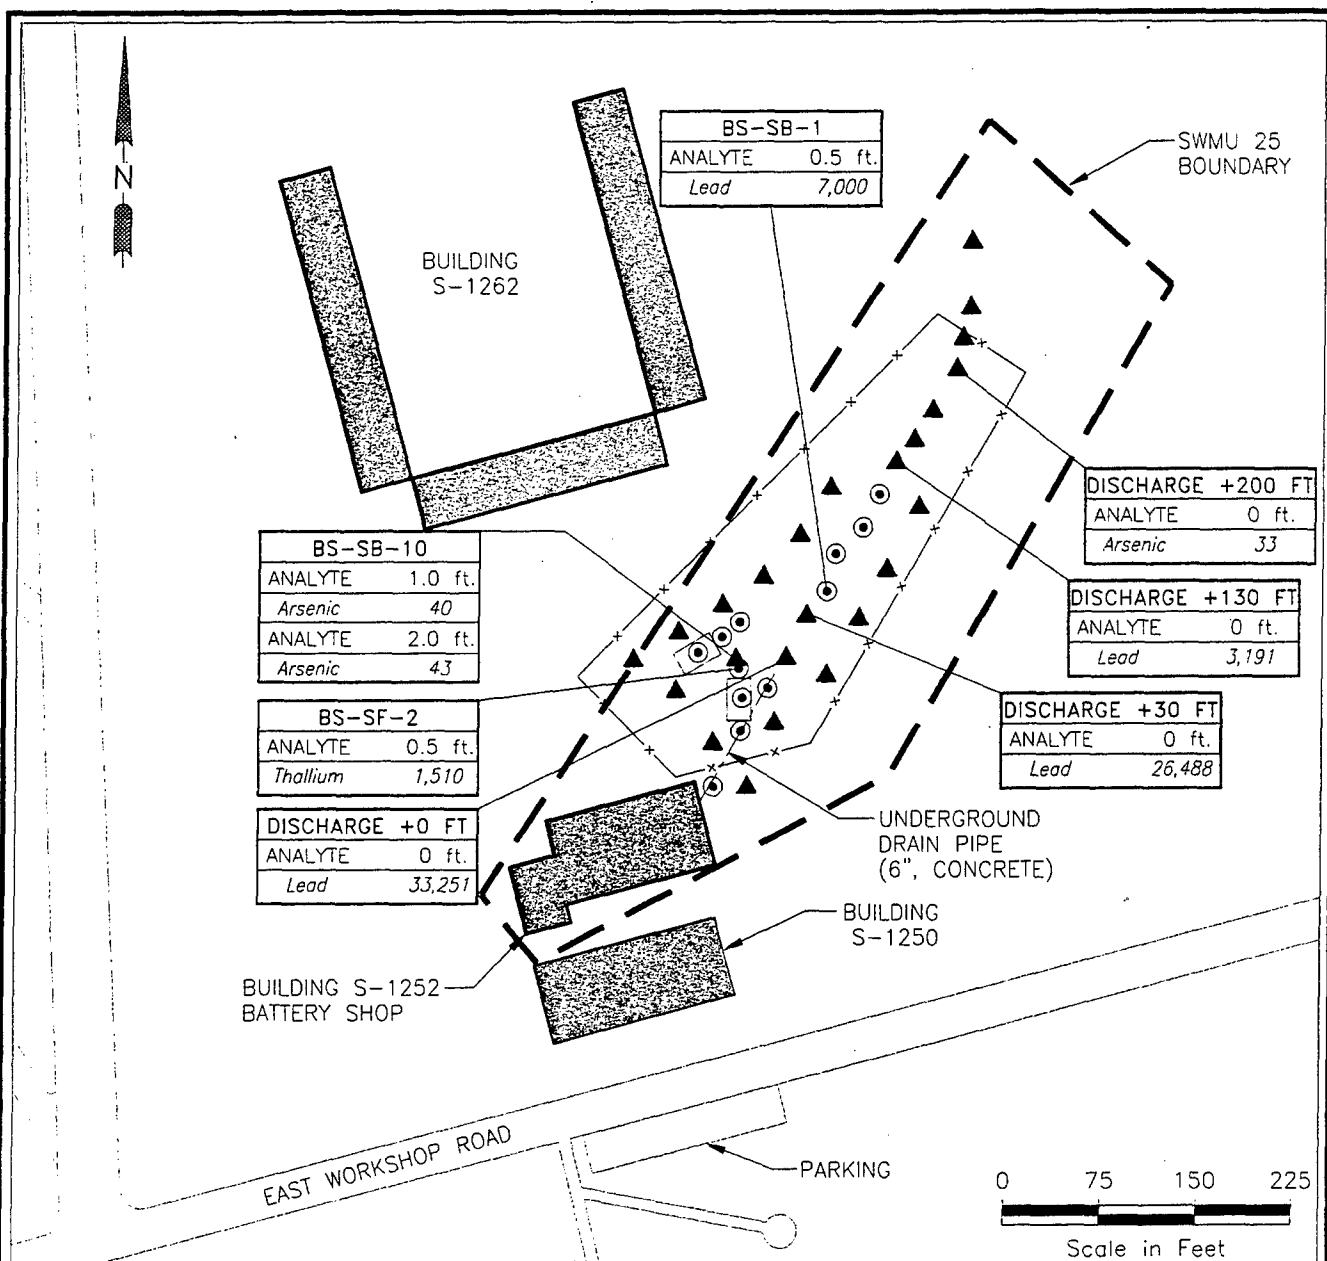 N
BUILDING
S-1262
BS-SB-1
ANALYTE 0.5 ft.
Lead 7,000
SWMU 25
BOUNDARY
DISCHARGE +200 FT
ANALYTE 0 ft.
Arsenic 33
BS-SB-10
ANALYTE 1.0 ft.
Arsenic 40
ANALYTE 2.0 ft.
Arsenic 43
DISCHARGE +130 FT
ANALYTE 0 ft.
Lead 3,191
BS-SF-2
ANALYTE 0.5 ft.
Thallium 1,510
DISCHARGE +30 FT
ANALYTE 0 ft.
Lead 26,488
DISCHARGE +0 FT
ANALYTE 0 ft.
Lead 33,251
UNDERGROUND
DRAIN PIPE
(6", CONCRETE)
BUILDING
S-1250
BUILDING S-1252
BATTERY SHOP
EAST WORKSHOP ROAD
PARKING
0 75 150 225
Scale in Feet